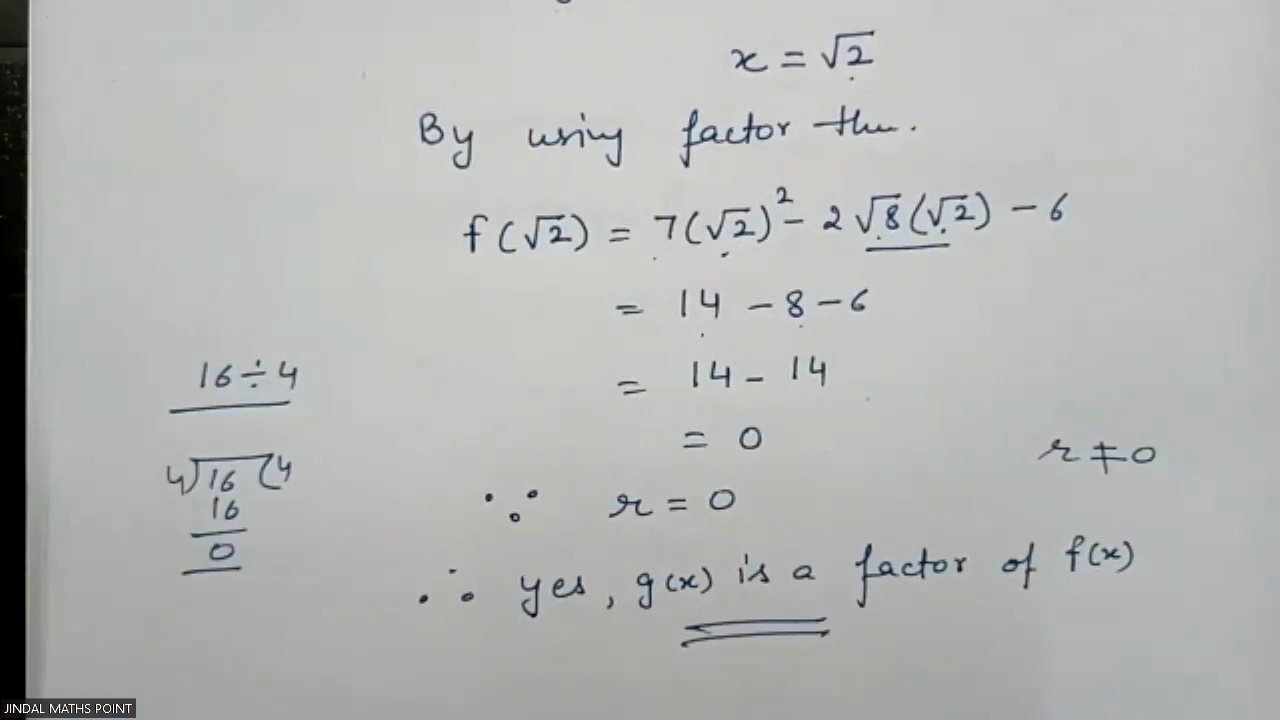 x = √2
By using factor thm.
f(√2) = 7(√2)² - 2√8(√2) - 6
= 14 - 8 - 6
= 14 - 14
= 0
r ≠ 0
∵ r = 0
∴ yes, g(x) is a factor of f(x)
16 ÷ 4
4)16(4
16
0
JINDAL MATHS POINT